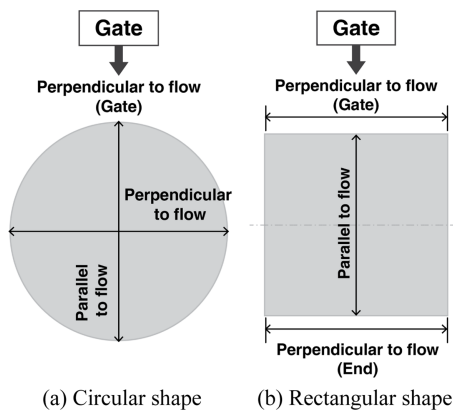 Gate
Perpendicular to flow
(Gate)
Perpendicular
to flow
Parallel
to flow
(a) Circular shape
Gate
Perpendicular to flow
(Gate)
Parallel to flow
Perpendicular to flow
(End)
(b) Rectangular shape